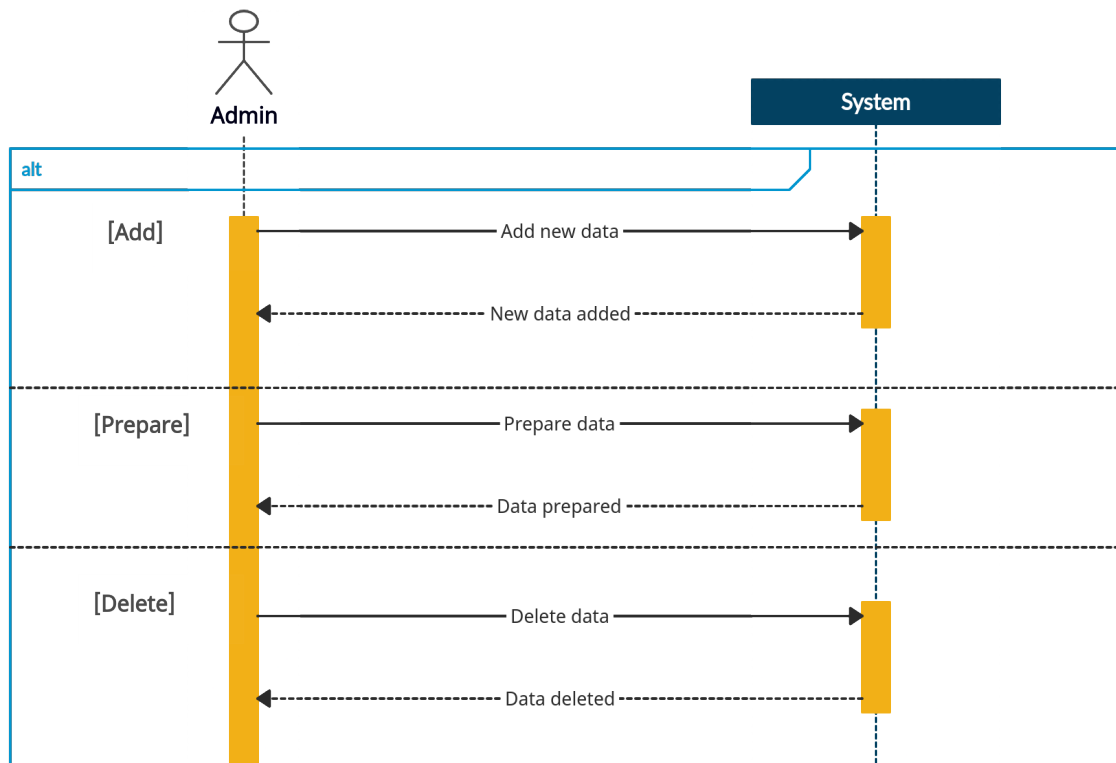 Admin
System
alt
[Add]
Add new data
New data added
[Prepare]
Prepare data
Data prepared
[Delete]
Delete data
Data deleted